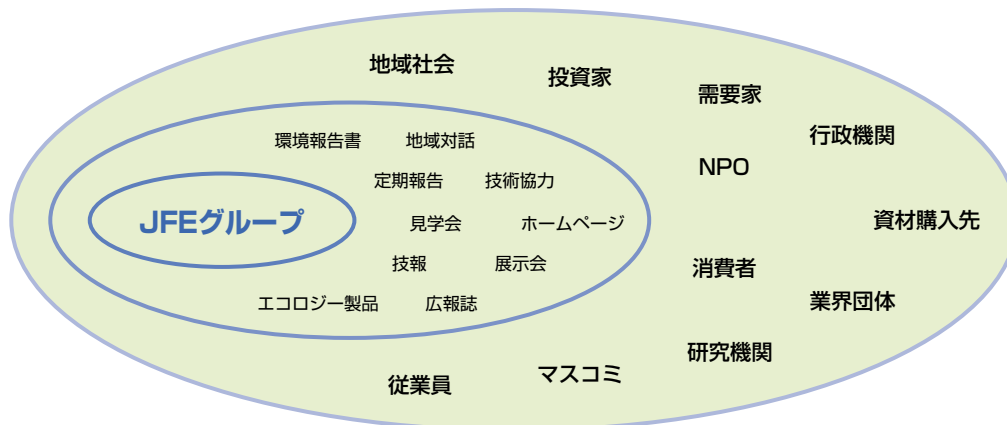 地域社会
投資家
需要家
行政機関
環境報告書
地域対話
NPO
定期報告
技術協力
JFEグループ
見学会
ホームページ
資材購入先
技報
展示会
消費者
エコロジー製品
広報誌
業界団体
研究機関
従業員
マスコミ